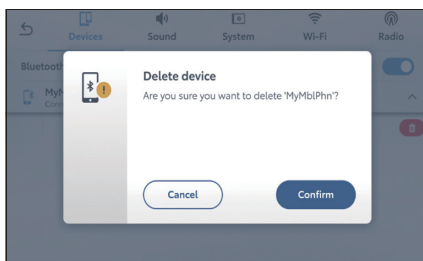 Devices
Sound
System
Wi-Fi
Radio
Bluetooth
Delete device
Are you sure you want to delete 'MyMblPhn'?
Cancel
Confirm